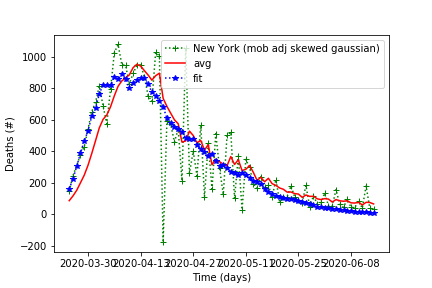 New York (mob adj skewed gaussian)
avg
fit
1000
800
600
400
200
0
−200
Deaths (#)
2020-03-30 2020-04-13 2020-04-27 2020-05-11 2020-05-25 2020-06-08
Time (days)